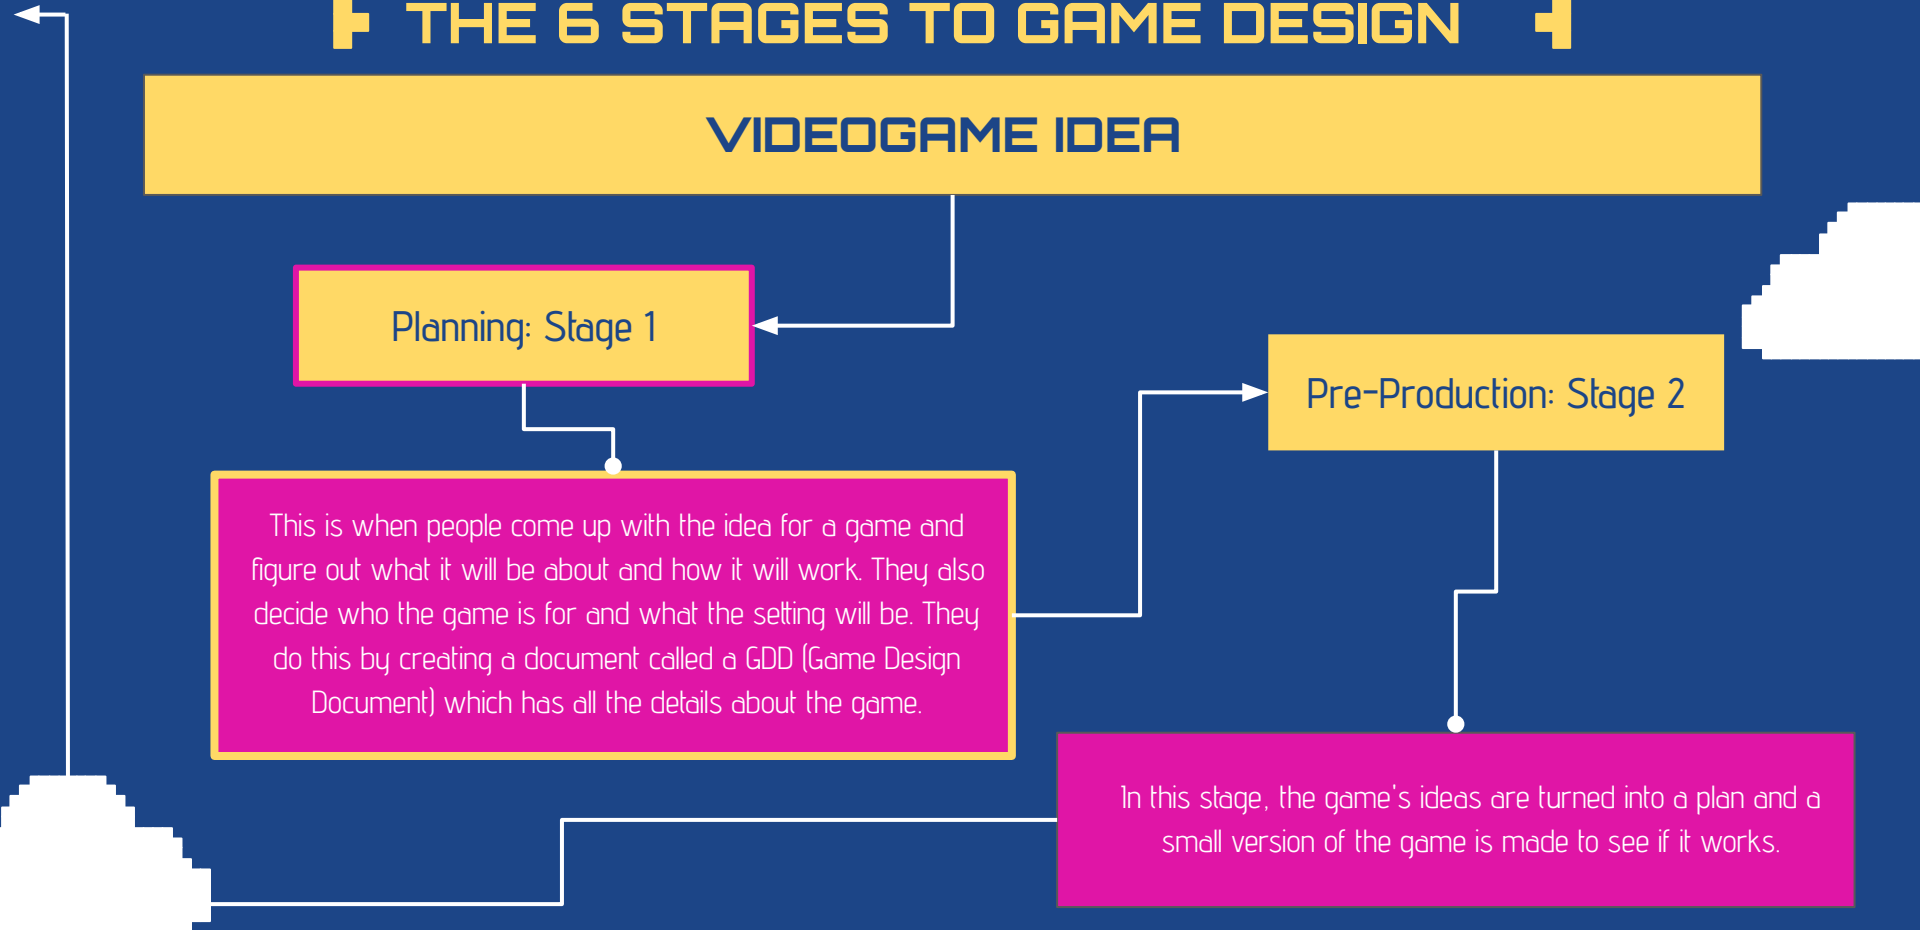 THE 6 STAGES TO GAME DESIGN
VIDEOGAME IDEA
Planning: Stage 1
This is when people come up with the idea for a game and
figure out what it will be about and how it will work. They also
decide who the game is for and what the setting will be. They
do this by creating a document called a GDD (Game Design
Document) which has all the details about the game.
Pre-Production: Stage 2
In this stage, the game's ideas are turned into a plan and a
small version of the game is made to see if it works.